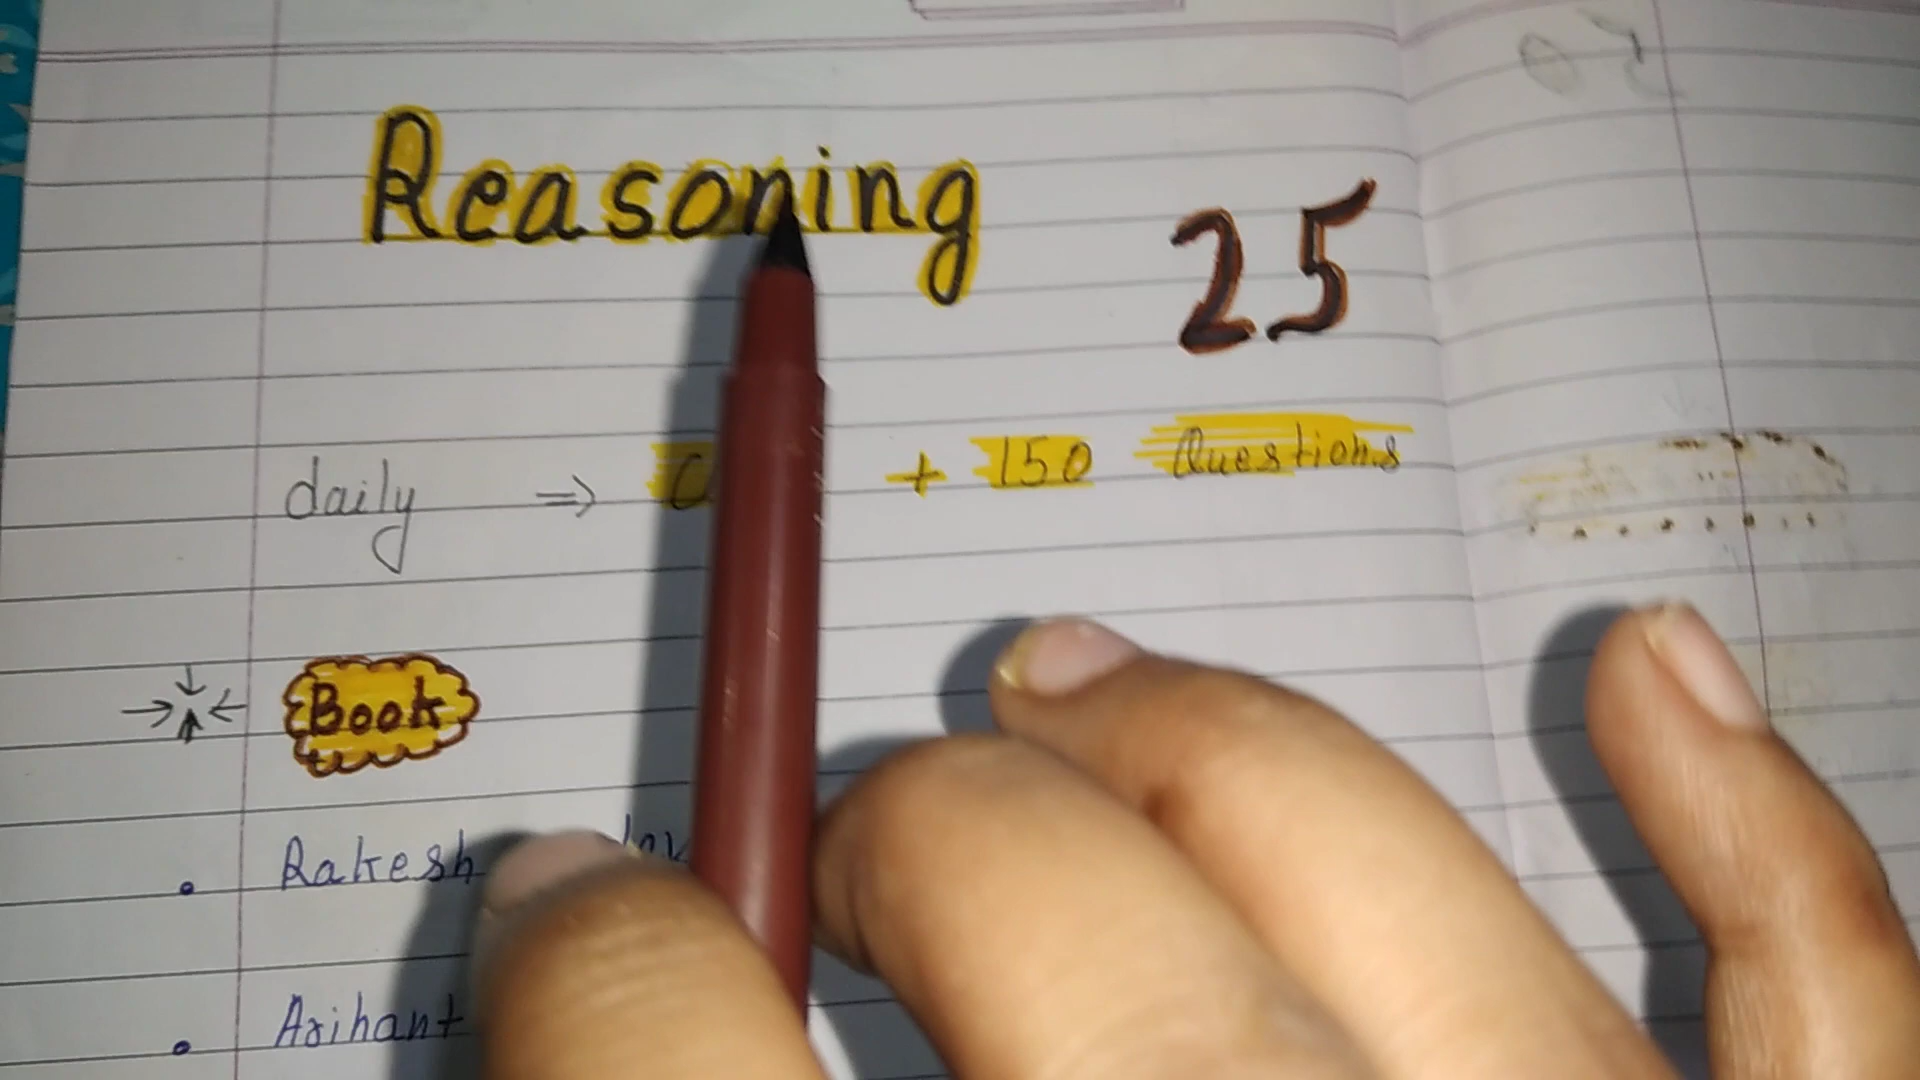 Reasoning
25
daily ⇒ + 150 Questions
Book
Rakesh
Arihant